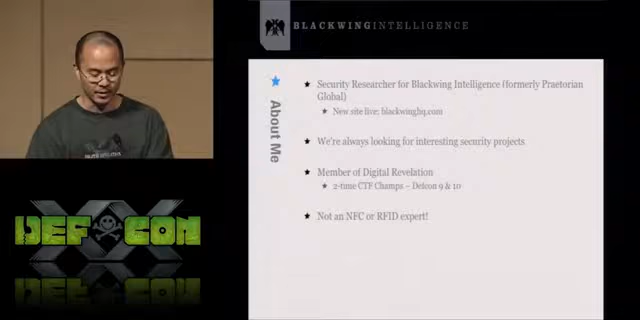 BLACKWINGINTELLIGENCE
About Me
Security Researcher for Blackwing Intelligence (formerly Praetorian
Global)
New site live: blackwinghq.com
We're always looking for interesting security projects
Member of Digital Revelation
2-time CTF Champs – Defcon 9 & 10
Not an NFC or RFID expert!
DEF CON
XX